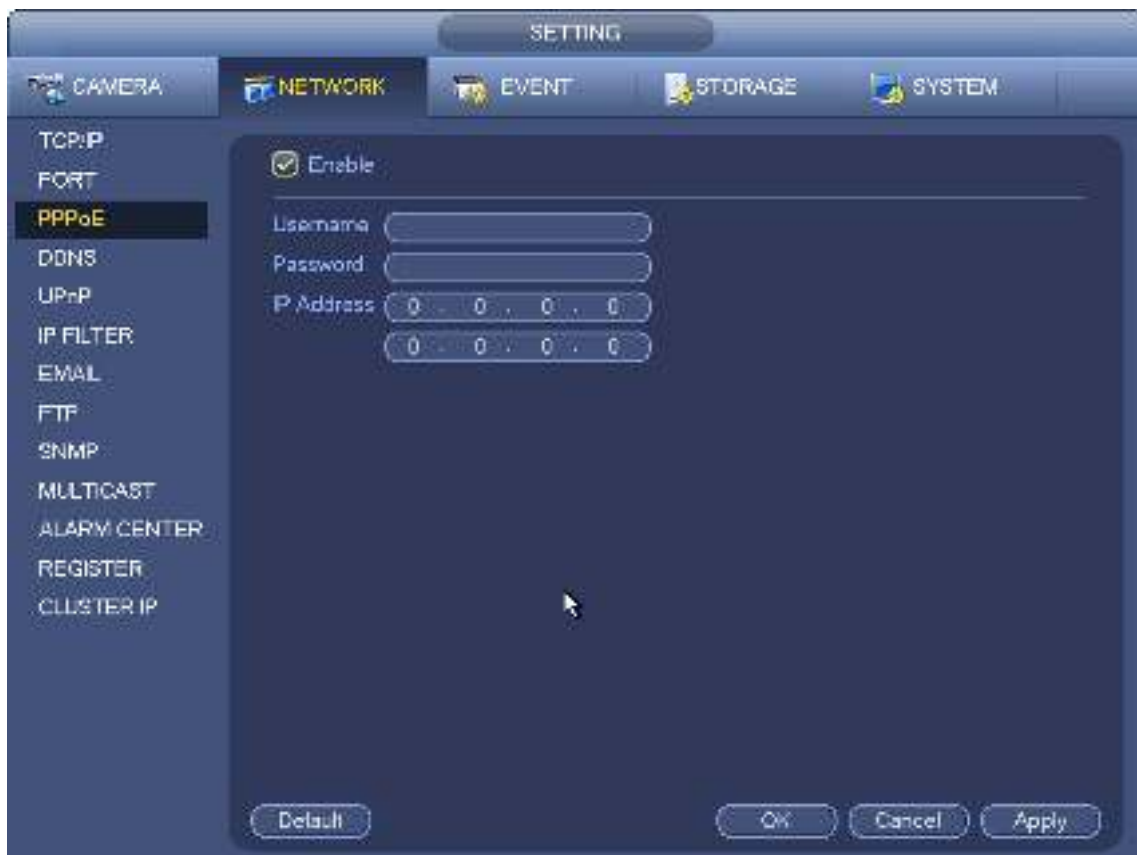 SETTING
CAMERA NETWORK EVENT STORAGE SYSTEM
TCP/IP
PORT
PPPoE
DDNS
UPnP
IP FILTER
EMAIL
FTP
SNMP
MULTICAST
ALARM CENTER
REGISTER
CLUSTER IP
Enable
Username
Password
IP Address 0 . 0 . 0 . 0
0 . 0 . 0 . 0
Default OK Cancel Apply